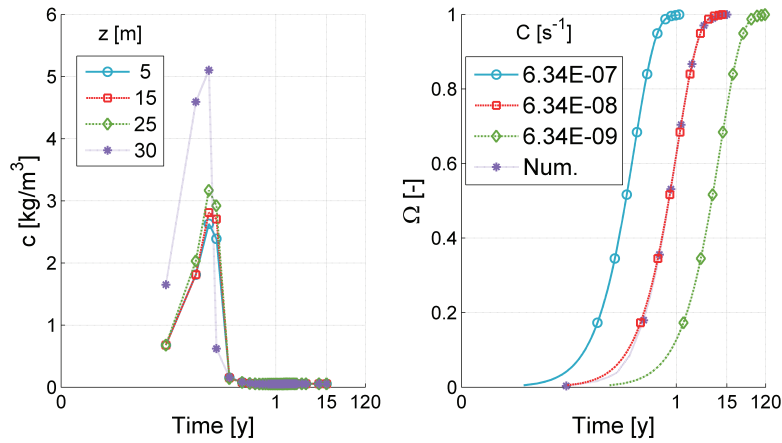 z [m]
5
15
25
30
6
5
4
3
2
1
0
c [kg/m³]
0 1 15 120
Time [y]
C [s⁻¹]
6.34E-07
6.34E-08
6.34E-09
Num.
1
0.8
0.6
0.4
0.2
0
Ω [-]
0 1 15 120
Time [y]